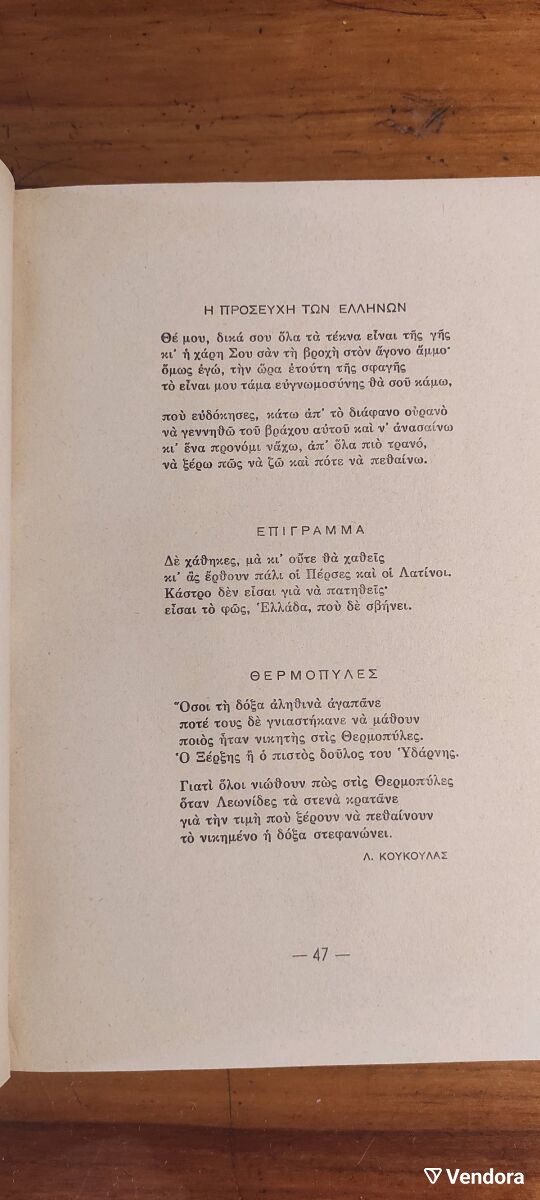 Η ΠΡΟΣΕΥΧΗ ΤΩΝ ΕΛΛΗΝΩΝ
Θέ μου, δικά σου ὅλα τὰ τέκνα εἶναι τῆς γῆς
κι' ἡ χάρη Σου σὰν τὴ βροχὴ στὸν ἄγονο ἄμμο·
ὅμως ἐγώ, τὴν ὥρα ἐτούτη τῆς σφαγῆς
τὸ εἶναι μου τάμα εὐγνωμοσύνης θὰ σοῦ κάμω,
ποὺ εὐδόκησες, κάτω ἀπ' τὸ διάφανο οὐρανὸ
νὰ γεννηθῶ τοῦ βράχου αὐτοῦ καὶ ν' ἀνασαίνω
κι' ἕνα προνόμι νἄχω, ἀπ' ὅλα πιὸ τρανό,
νὰ ξέρω πῶς νὰ ζῶ καὶ πότε νὰ πεθαίνω.
ΕΠΙΓΡΑΜΜΑ
Δὲ χάθηκες, μὰ κι' οὔτε θὰ χαθεῖς
κι' ἂς ἔρθουν πάλι οἱ Πέρσες καὶ οἱ Λατίνοι.
Κάστρο δὲν εἶσαι γιὰ νὰ πατηθεῖς·
εἶσαι τὸ φῶς, Ἑλλάδα, ποὺ δὲ σβήνει.
ΘΕΡΜΟΠΥΛΕΣ
Ὅσοι τὴ δόξα ἀληθινὰ ἀγαπᾶνε
ποτέ τους δὲ γνιαστήκανε νὰ μάθουν
ποιὸς ἦταν νικητὴς στὶς Θερμοπύλες.
Ὁ Ξέρξης ἢ ὁ πιστὸς δοῦλος του Ὑδάρνης.
Γιατὶ ὅλοι νιώθουν πὼς στὶς Θερμοπύλες
ὅταν Λεωνίδες τὰ στενὰ κρατᾶνε
γιὰ τὴν τιμὴ ποὺ ξέρουν νὰ πεθαίνουν
τὸ νικημένο ἡ δόξα στεφανώνει.
Λ. ΚΟΥΚΟΥΛΑΣ
— 47 —
Vendora